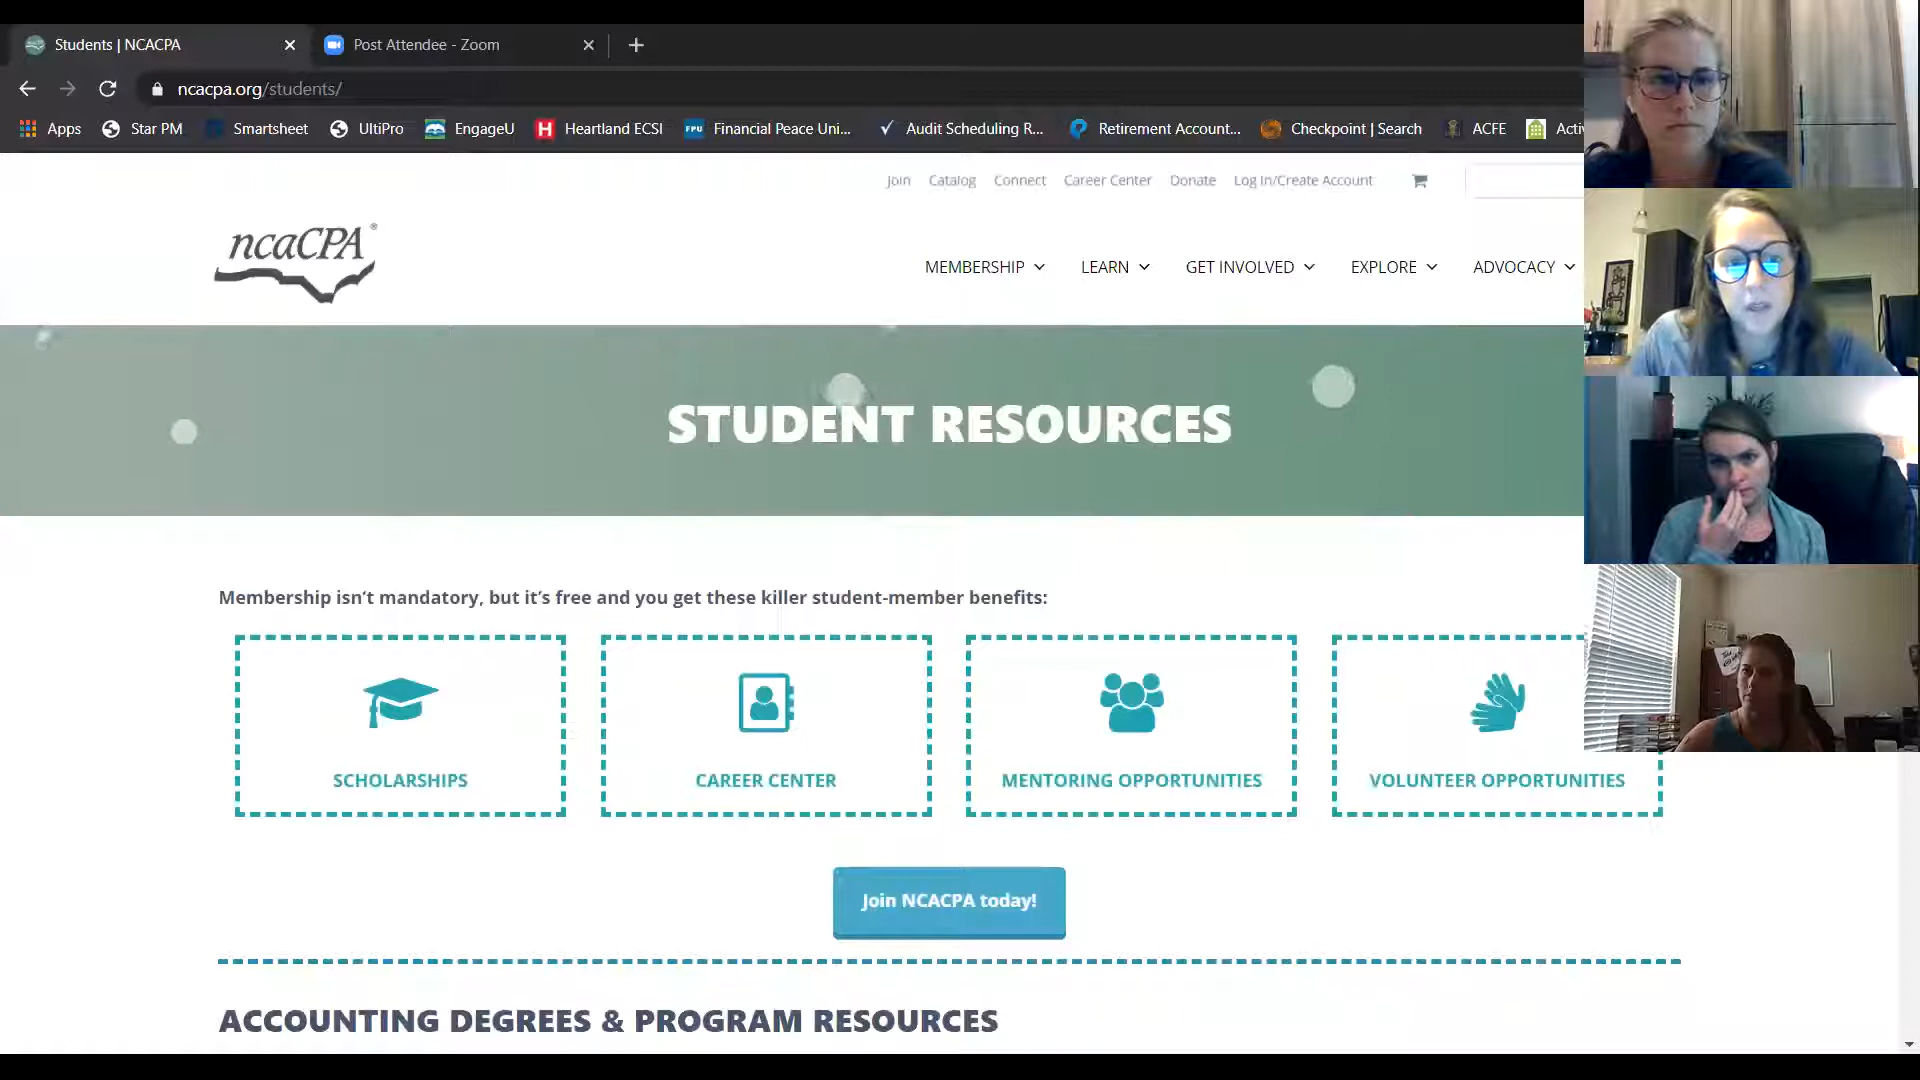 Students | NCACPA
Post Attendee - Zoom
ncacpa.org/students/
Apps Star PM Smartsheet UltiPro EngageU H Heartland ECSI FPU Financial Peace Uni... Audit Scheduling R... Retirement Account... Checkpoint | Search ACFE Activ
Join Catalog Connect Career Center Donate Log In/Create Account
ncaCPA®
MEMBERSHIP LEARN GET INVOLVED EXPLORE ADVOCACY
STUDENT RESOURCES
Membership isn't mandatory, but it's free and you get these killer student-member benefits:
SCHOLARSHIPS CAREER CENTER MENTORING OPPORTUNITIES VOLUNTEER OPPORTUNITIES
Join NCACPA today!
ACCOUNTING DEGREES & PROGRAM RESOURCES